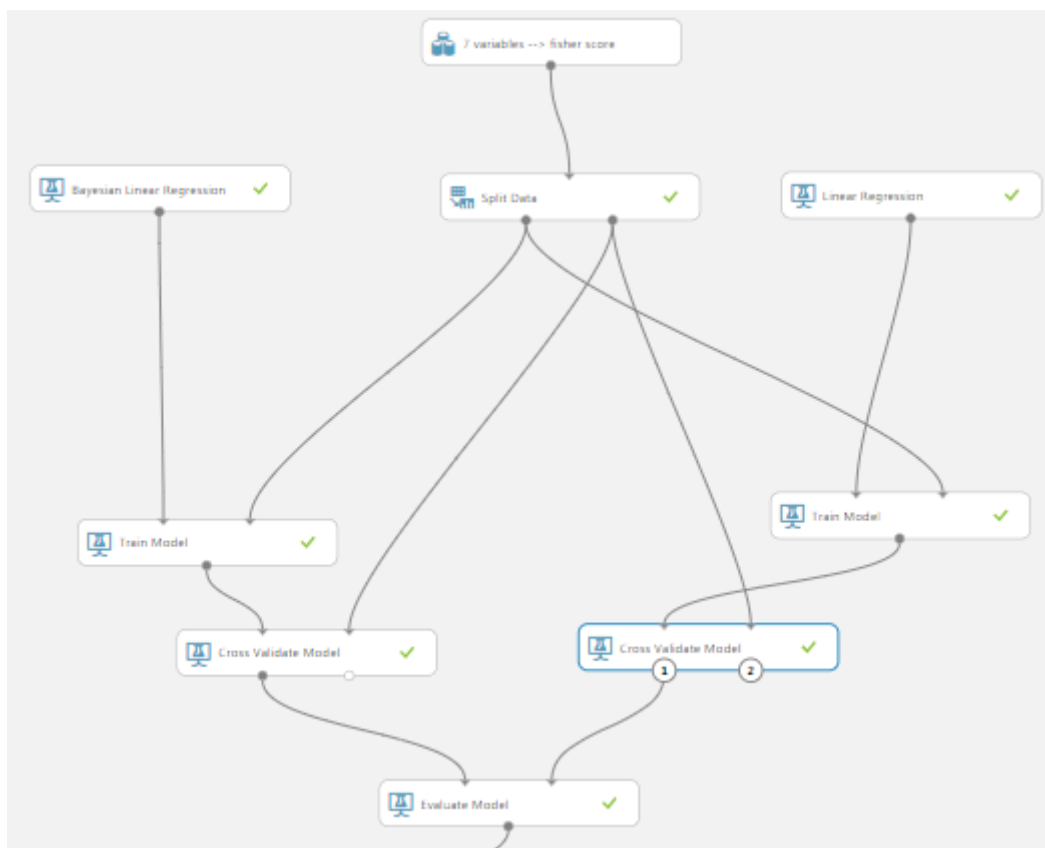 7 variables --> fisher score
Bayesian Linear Regression
Split Data
Linear Regression
Train Model
Train Model
Cross Validate Model
Cross Validate Model
1
2
Evaluate Model